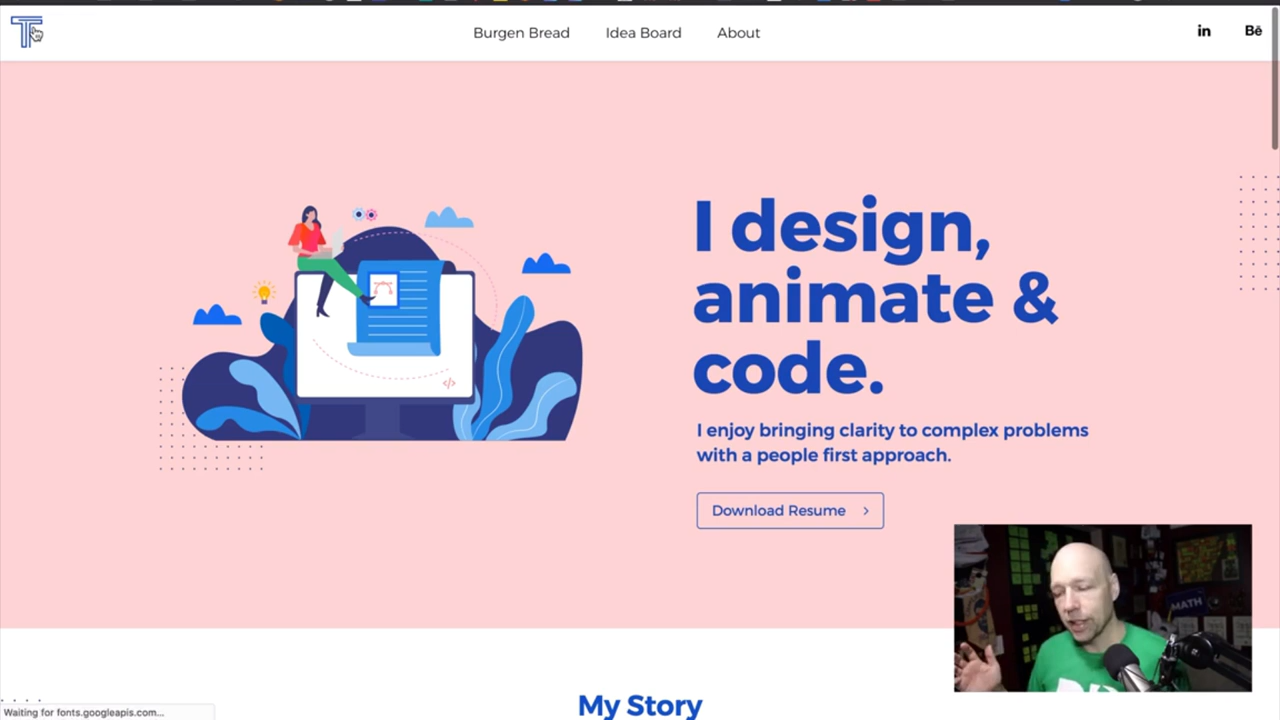 T
Burgen Bread
Idea Board
About
in
Bē
I design,
animate &
code.
</>
I enjoy bringing clarity to complex problems
with a people first approach.
Download Resume >
MATH
My Story
Waiting for fonts.googleapis.com...